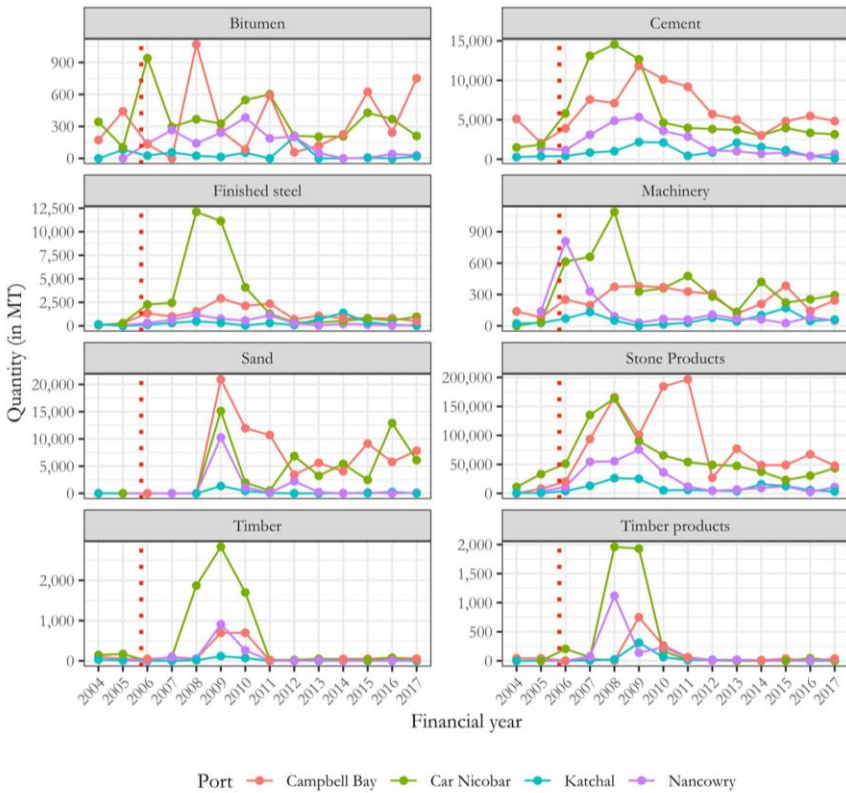 Bitumen
Cement
900
600
300
0
15,000
10,000
5,000
0
Finished steel
Machinery
12,500
10,000
7,500
5,000
2,500
0
900
600
300
0
Sand
Stone Products
20,000
15,000
10,000
5,000
0
200,000
150,000
100,000
50,000
0
Timber
Timber products
2,000
1,000
0
2,000
1,500
1,000
500
0
Quantity (in MT)
2004 2005 2006 2007 2008 2009 2010 2011 2012 2013 2014 2015 2016 2017
2004 2005 2006 2007 2008 2009 2010 2011 2012 2013 2014 2015 2016 2017
Financial year
Port Campbell Bay Car Nicobar Katchal Nancowry